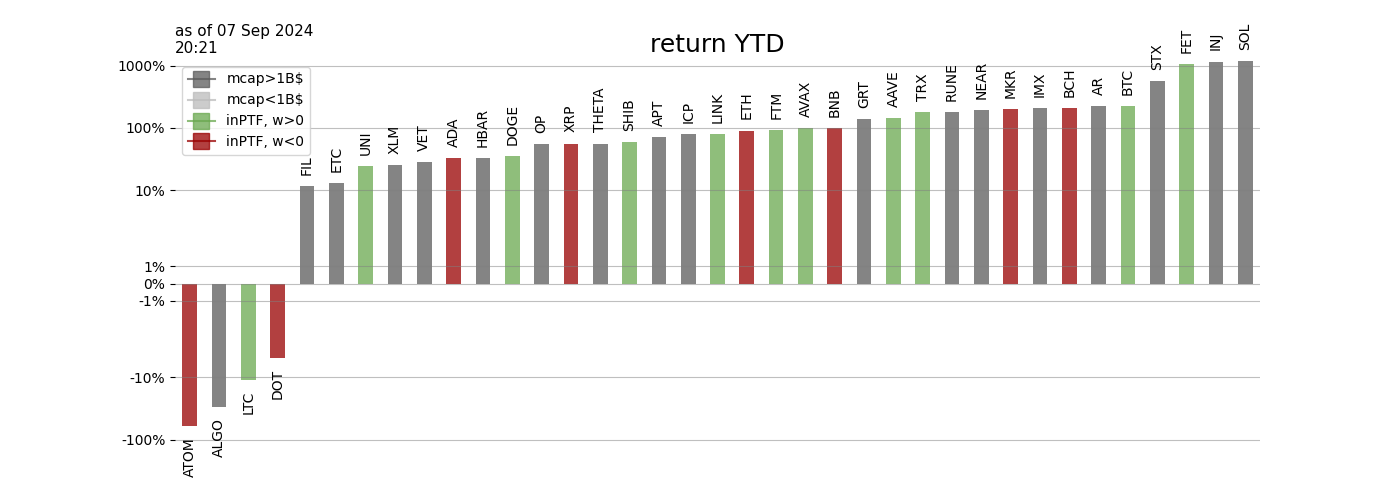 as of 07 Sep 2024
20:21
return YTD
mcap>1B$
mcap<1B$
inPTF, w>0
inPTF, w<0
1000%
100%
10%
1%
0%
-1%
-10%
-100%
ATOM
ALGO
LTC
DOT
FIL
ETC
UNI
XLM
VET
ADA
HBAR
DOGE
OP
XRP
THETA
SHIB
APT
ICP
LINK
ETH
FTM
AVAX
BNB
GRT
AAVE
TRX
RUNE
NEAR
MKR
IMX
BCH
AR
BTC
STX
FET
INJ
SOL